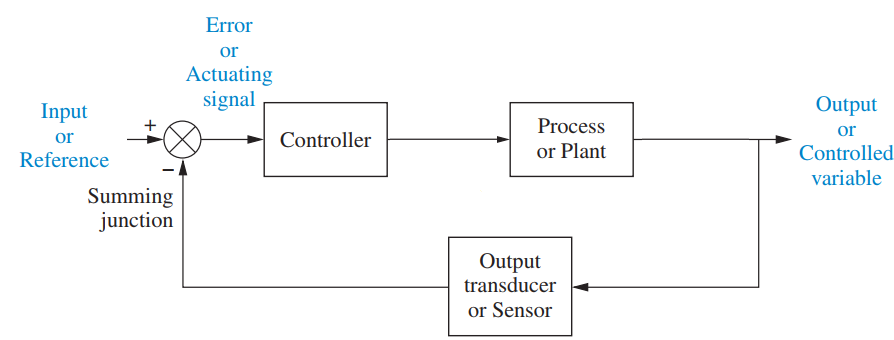 Error
or
Actuating
signal
Input
or
Reference
+
Controller
Process
or Plant
Output
or
Controlled
variable
−
Summing
junction
Output
transducer
or Sensor